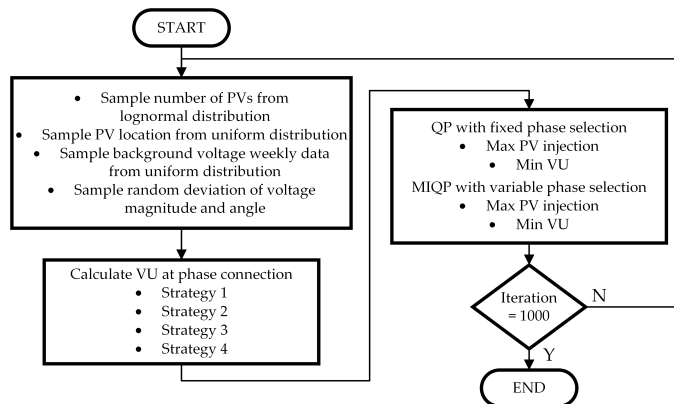 START
• Sample number of PVs from
lognormal distribution
• Sample PV location from uniform distribution
• Sample background voltage weekly data
from uniform distribution
• Sample random deviation of voltage
magnitude and angle
Calculate VU at phase connection
• Strategy 1
• Strategy 2
• Strategy 3
• Strategy 4
QP with fixed phase selection
• Max PV injection
• Min VU
MIQP with variable phase selection
• Max PV injection
• Min VU
Iteration
= 1000
N
Y
END